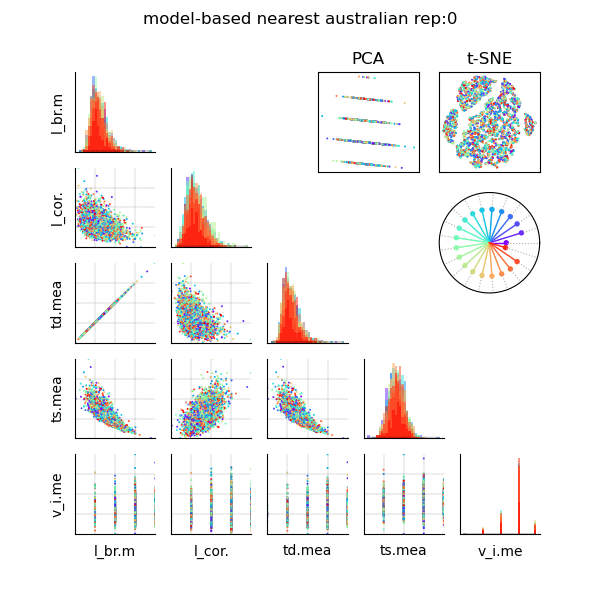 model-based nearest australian rep:0
PCA
t-SNE
l_br.m
l_cor.
td.mea
ts.mea
v_i.me
l_br.m
l_cor.
td.mea
ts.mea
v_i.me